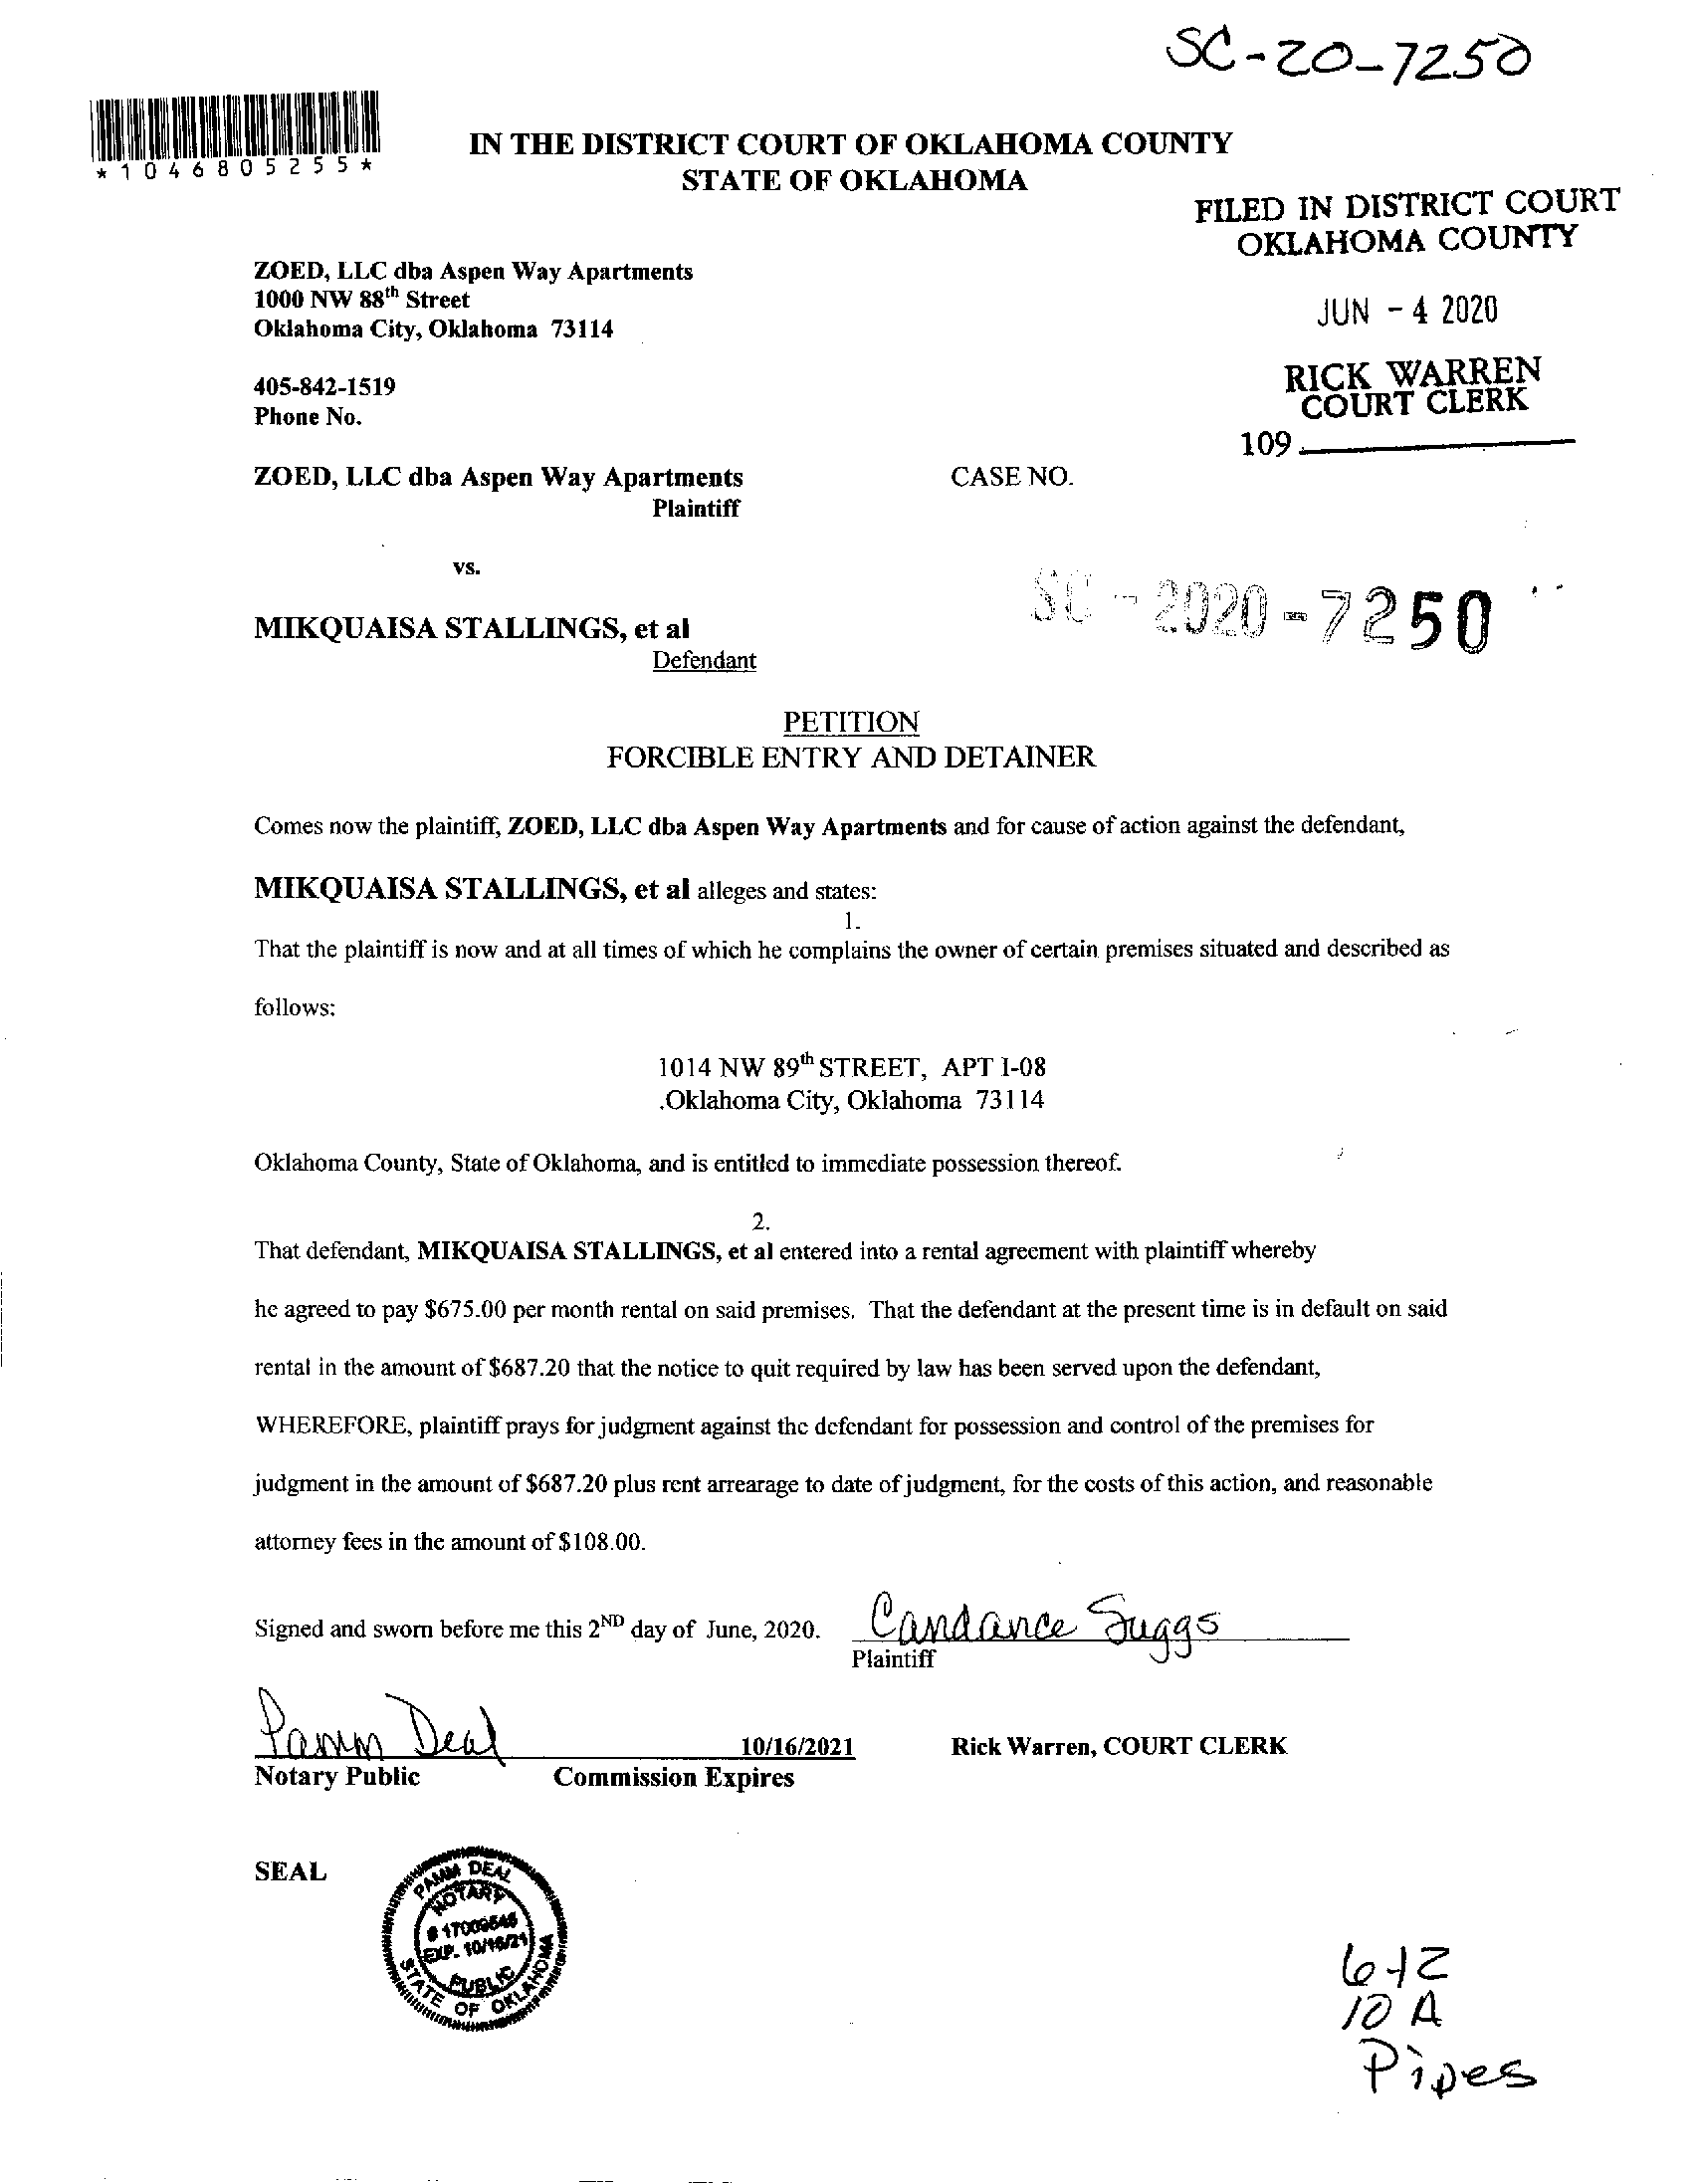 SC-20-7250
*1046805255*
IN THE DISTRICT COURT OF OKLAHOMA COUNTY
STATE OF OKLAHOMA
FILED IN DISTRICT COURT
OKLAHOMA COUNTY
ZOED, LLC dba Aspen Way Apartments
1000 NW 88th Street
Oklahoma City, Oklahoma 73114
JUN - 4 2020
405-842-1519
Phone No.
RICK WARREN
COURT CLERK
109
ZOED, LLC dba Aspen Way Apartments
CASE NO.
Plaintiff
vs.
SC - 2020 - 7250
MIKQUAISA STALLINGS, et al
Defendant
PETITION
FORCIBLE ENTRY AND DETAINER
Comes now the plaintiff, ZOED, LLC dba Aspen Way Apartments and for cause of action against the defendant,
MIKQUAISA STALLINGS, et al alleges and states:
1.
That the plaintiff is now and at all times of which he complains the owner of certain premises situated and described as
follows:
1014 NW 89th STREET, APT I-08
.Oklahoma City, Oklahoma 73114
Oklahoma County, State of Oklahoma, and is entitled to immediate possession thereof.
2.
That defendant, MIKQUAISA STALLINGS, et al entered into a rental agreement with plaintiff whereby
he agreed to pay $675.00 per month rental on said premises. That the defendant at the present time is in default on said
rental in the amount of $687.20 that the notice to quit required by law has been served upon the defendant,
WHEREFORE, plaintiff prays for judgment against the defendant for possession and control of the premises for
judgment in the amount of $687.20 plus rent arrearage to date of judgment, for the costs of this action, and reasonable
attorney fees in the amount of $108.00.
Signed and sworn before me this 2ND day of June, 2020.
Candance Suggs
Plaintiff
Pamm Deal
10/16/2021
Rick Warren, COURT CLERK
Notary Public
Commission Expires
SEAL
PAMM DEAL
NOTARY
# 17009546
EXP. 10/16/21
PUBLIC
STATE OF OKLAHOMA
6-12
10 A
Pipes